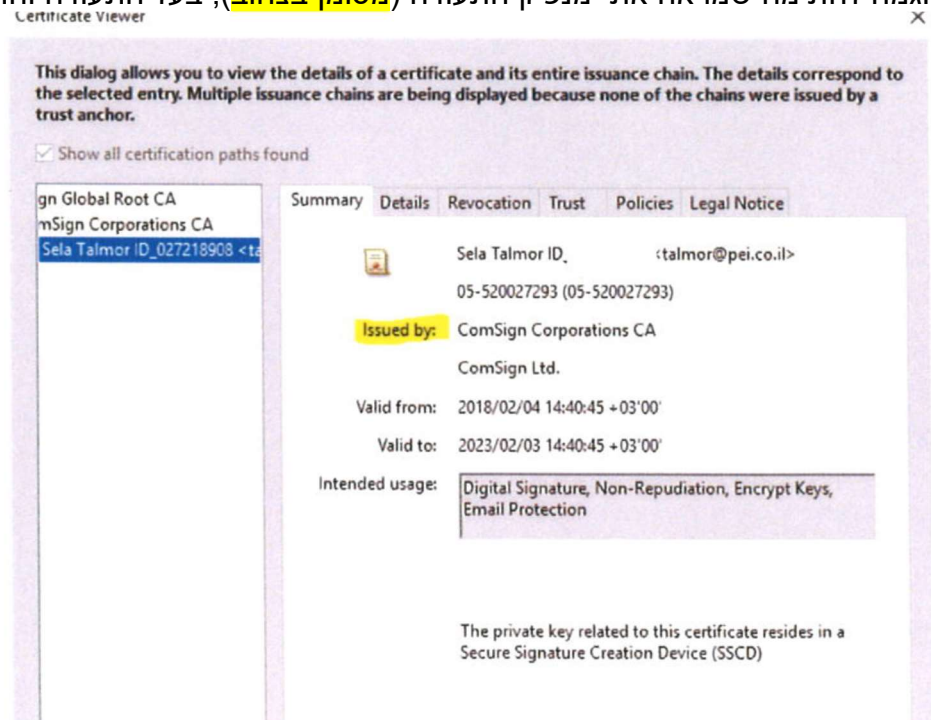 (מסומן בצהוב), בעל התעודה
Certificate Viewer
This dialog allows you to view the details of a certificate and its entire issuance chain. The details correspond to
the selected entry. Multiple issuance chains are being displayed because none of the chains were issued by a
trust anchor.
Show all certification paths found
gn Global Root CA
mSign Corporations CA
Sela Talmor ID_027218908 <ta
Summary Details Revocation Trust Policies Legal Notice
Sela Talmor ID_ <talmor@pei.co.il>
05-520027293 (05-520027293)
Issued by: ComSign Corporations CA
ComSign Ltd.
Valid from: 2018/02/04 14:40:45 +03'00'
Valid to: 2023/02/03 14:40:45 +03'00'
Intended usage: Digital Signature, Non-Repudiation, Encrypt Keys,
Email Protection
The private key related to this certificate resides in a
Secure Signature Creation Device (SSCD)